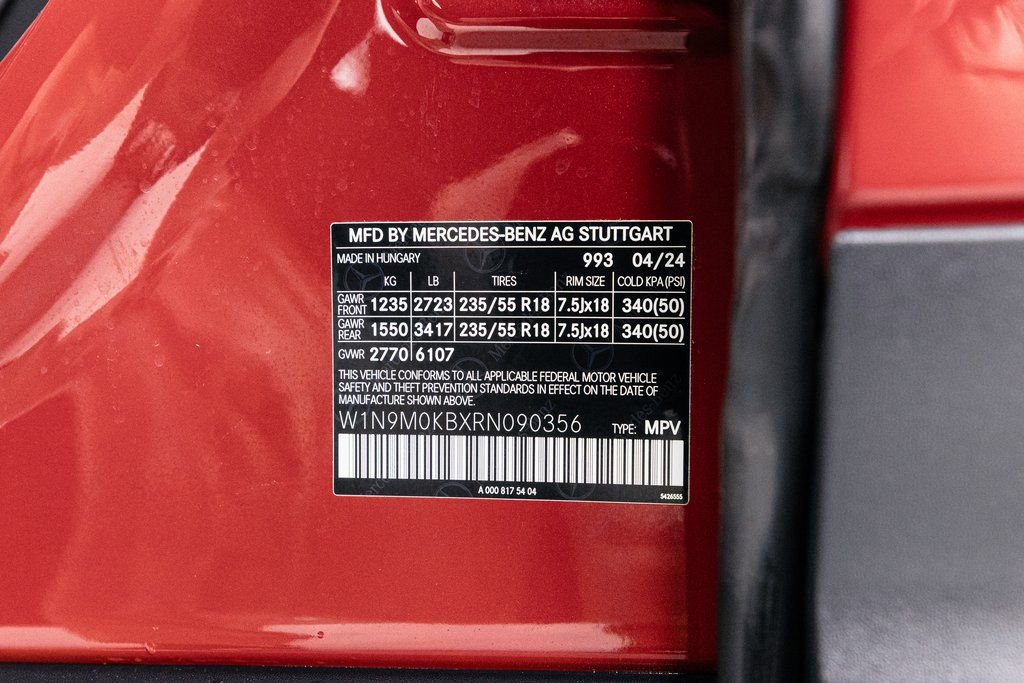 MFD BY MERCEDES-BENZ AG STUTTGART
MADE IN HUNGARY 993 04/24
KG LB TIRES RIM SIZE COLD KPA (PSI)
GAWR FRONT 1235 2723 235/55 R18 7.5Jx18 340(50)
GAWR REAR 1550 3417 235/55 R18 7.5Jx18 340(50)
GVWR 2770 6107
THIS VEHICLE CONFORMS TO ALL APPLICABLE FEDERAL MOTOR VEHICLE
SAFETY AND THEFT PREVENTION STANDARDS IN EFFECT ON THE DATE OF
MANUFACTURE SHOWN ABOVE.
W1N9M0KBXRN090356 TYPE: MPV
A 000 817 54 04 5426555